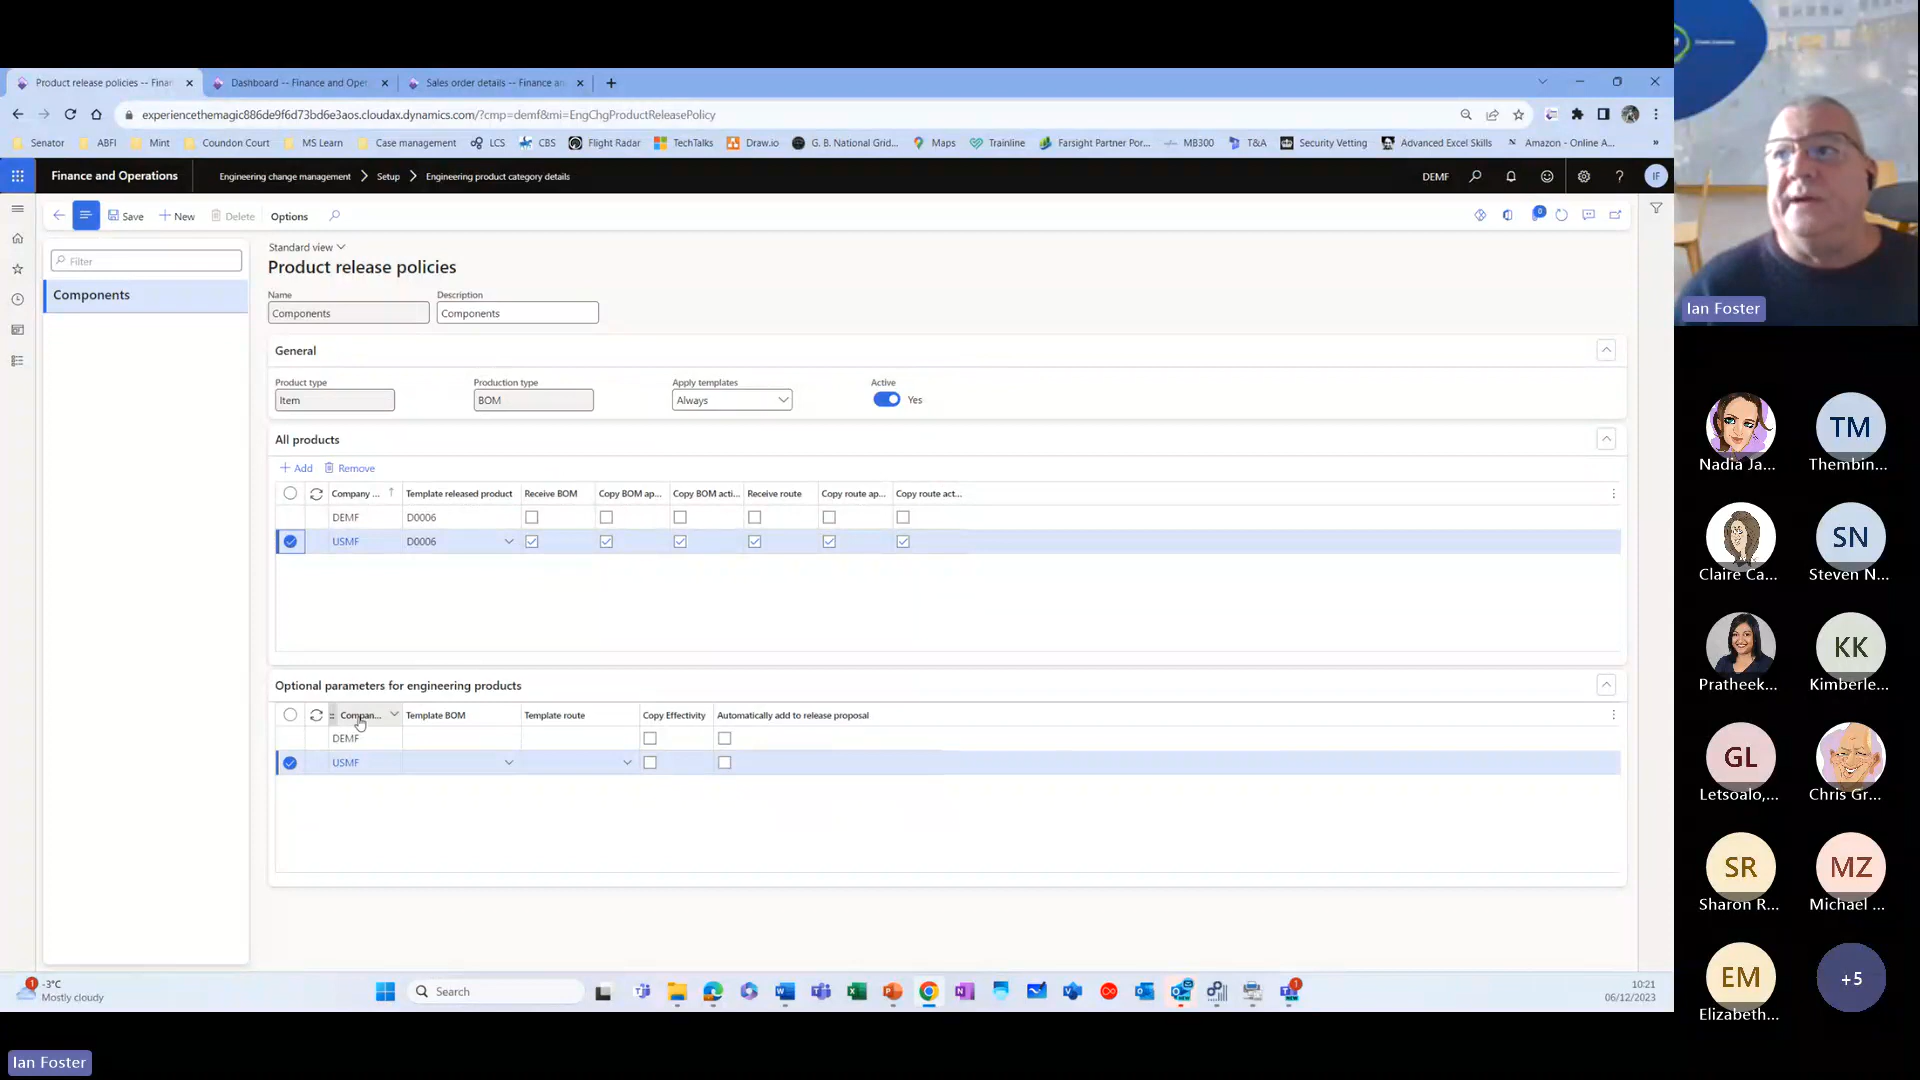 Product release policies -- Finan
Dashboard -- Finance and Oper
Sales order details -- Finance an
experiencethemagic886de9f6d73bd6e3aos.cloudax.dynamics.com/?cmp=demf&mi=EngChgProductReleasePolicy
Senator ABFI Mint Coundon Court MS Learn Case management LCS CBS Flight Radar TechTalks Draw.io G. B. National Grid... Maps Trainline Farsight Partner Por... MB300 T&A Security Vetting Advanced Excel Skills Amazon - Online A...
Finance and Operations Engineering change management Setup Engineering product category details DEMF ? IF
Save New Delete Options 0
Filter
Components
Standard view
Product release policies
Name Description
Components Components
General
Product type Production type Apply templates Active
Item BOM Always Yes
All products
Add Remove
Company ... Template released product Receive BOM Copy BOM ap... Copy BOM acti... Receive route Copy route ap... Copy route act...
DEMF D0006
USMF D0006
Optional parameters for engineering products
Compan... Template BOM Template route Copy Effectivity Automatically add to release proposal
DEMF
USMF
1
-3°C
Mostly cloudy
Search
1
10:21
06/12/2023
Ian Foster
Nadia Ja...
TM
Thembin...
Claire Ca...
SN
Steven N...
Pratheek...
KK
Kimberle...
GL
Letsoalo,...
Chris Gr...
SR
Sharon R...
MZ
Michael ...
EM
Elizabeth...
+5
Ian Foster